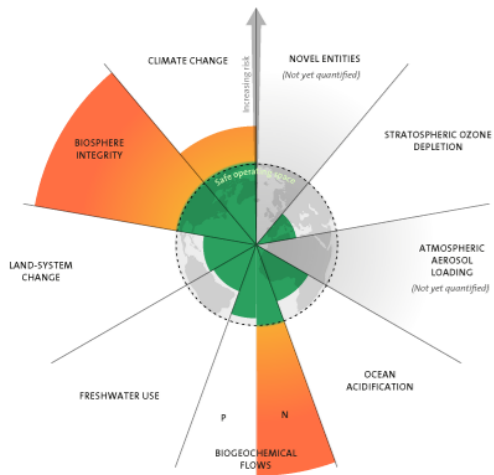 CLIMATE CHANGE
Increasing risk
NOVEL ENTITIES
(Not yet quantified)
STRATOSPHERIC OZONE
DEPLETION
BIOSPHERE
INTEGRITY
Safe operating space
ATMOSPHERIC
AEROSOL
LOADING
(Not yet quantified)
LAND-SYSTEM
CHANGE
OCEAN
ACIDIFICATION
FRESHWATER USE
P
N
BIOGEOCHEMICAL
FLOWS